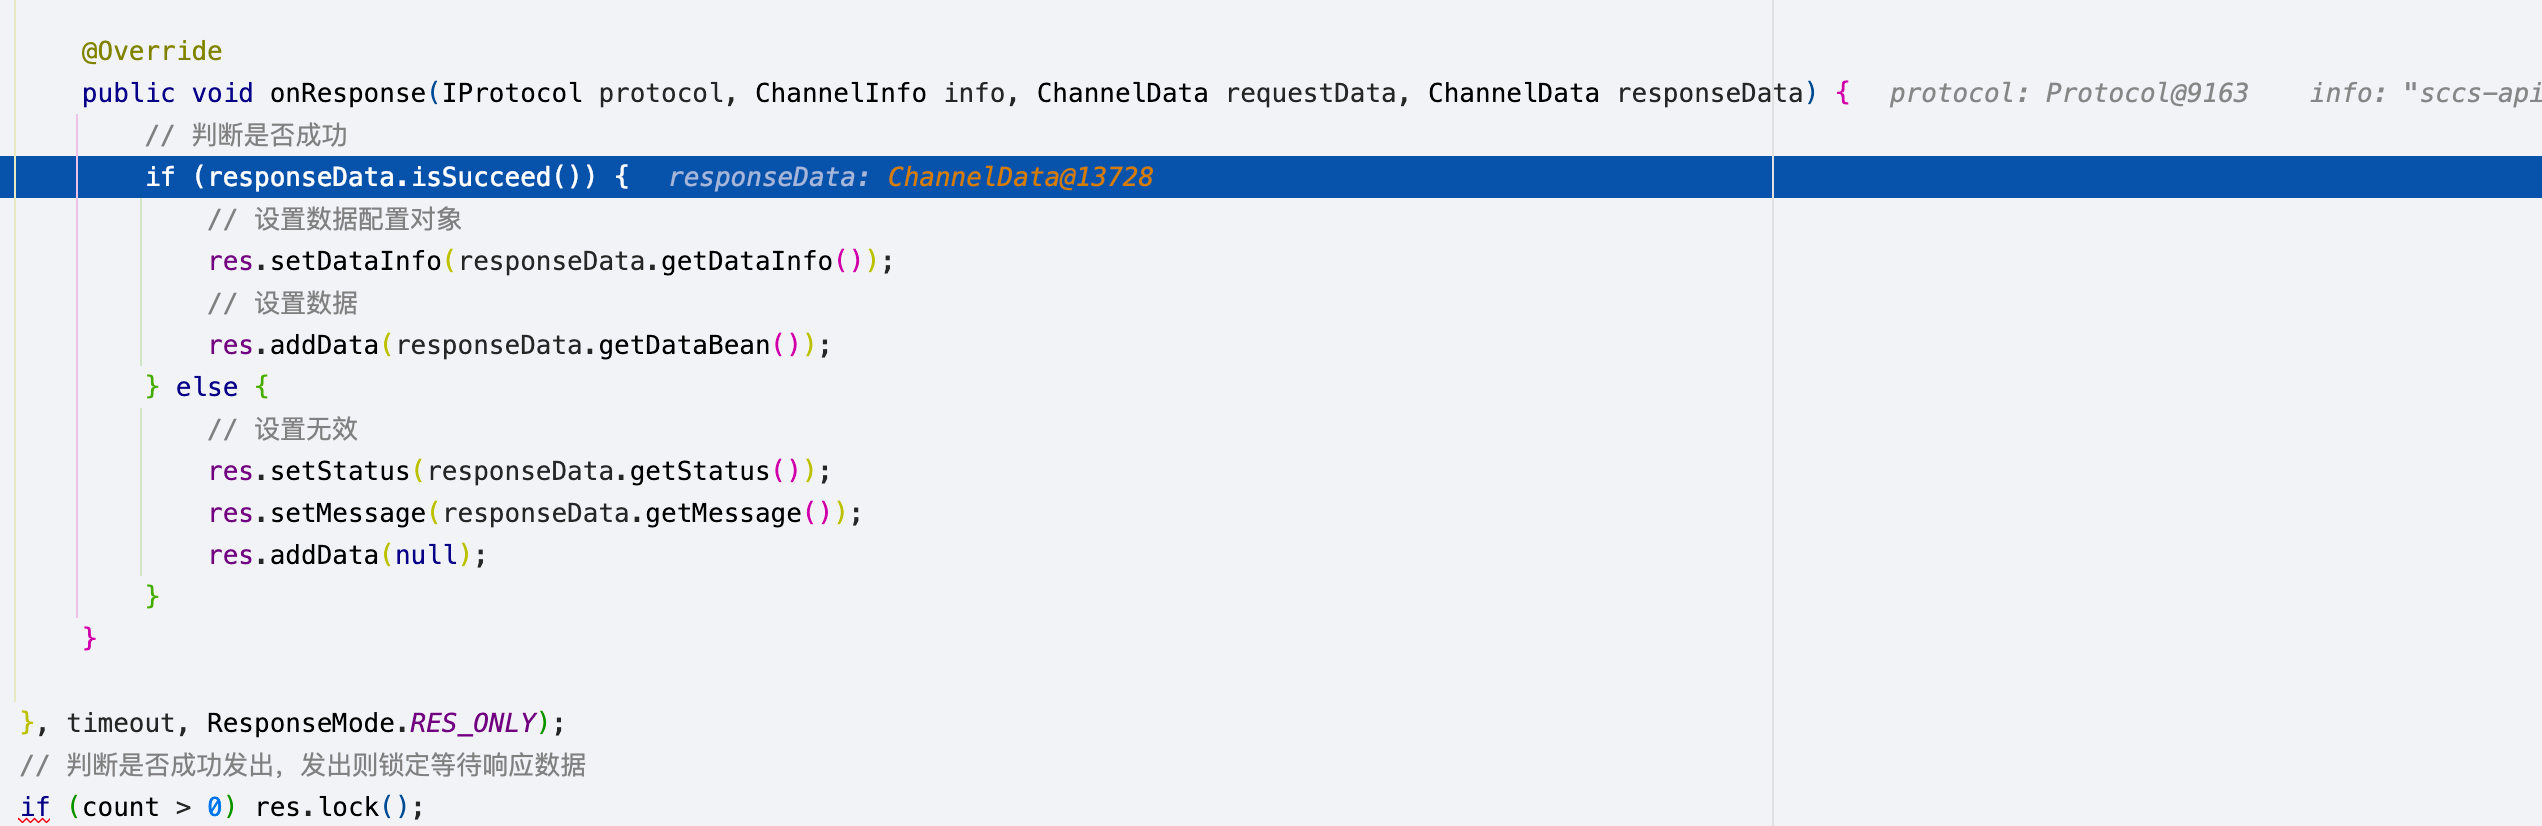 @Override
public void onResponse(IProtocol protocol, ChannelInfo info, ChannelData requestData, ChannelData responseData) { protocol: Protocol@9163 info: "sccs-api
// 判断是否成功
if (responseData.isSucceed()) { responseData: ChannelData@13728
// 设置数据配置对象
res.setDataInfo(responseData.getDataInfo());
// 设置数据
res.addData(responseData.getDataBean());
} else {
// 设置无效
res.setStatus(responseData.getStatus());
res.setMessage(responseData.getMessage());
res.addData(null);
}
}
}, timeout, ResponseMode.RES_ONLY);
// 判断是否成功发出，发出则锁定等待响应数据
if (count > 0) res.lock();